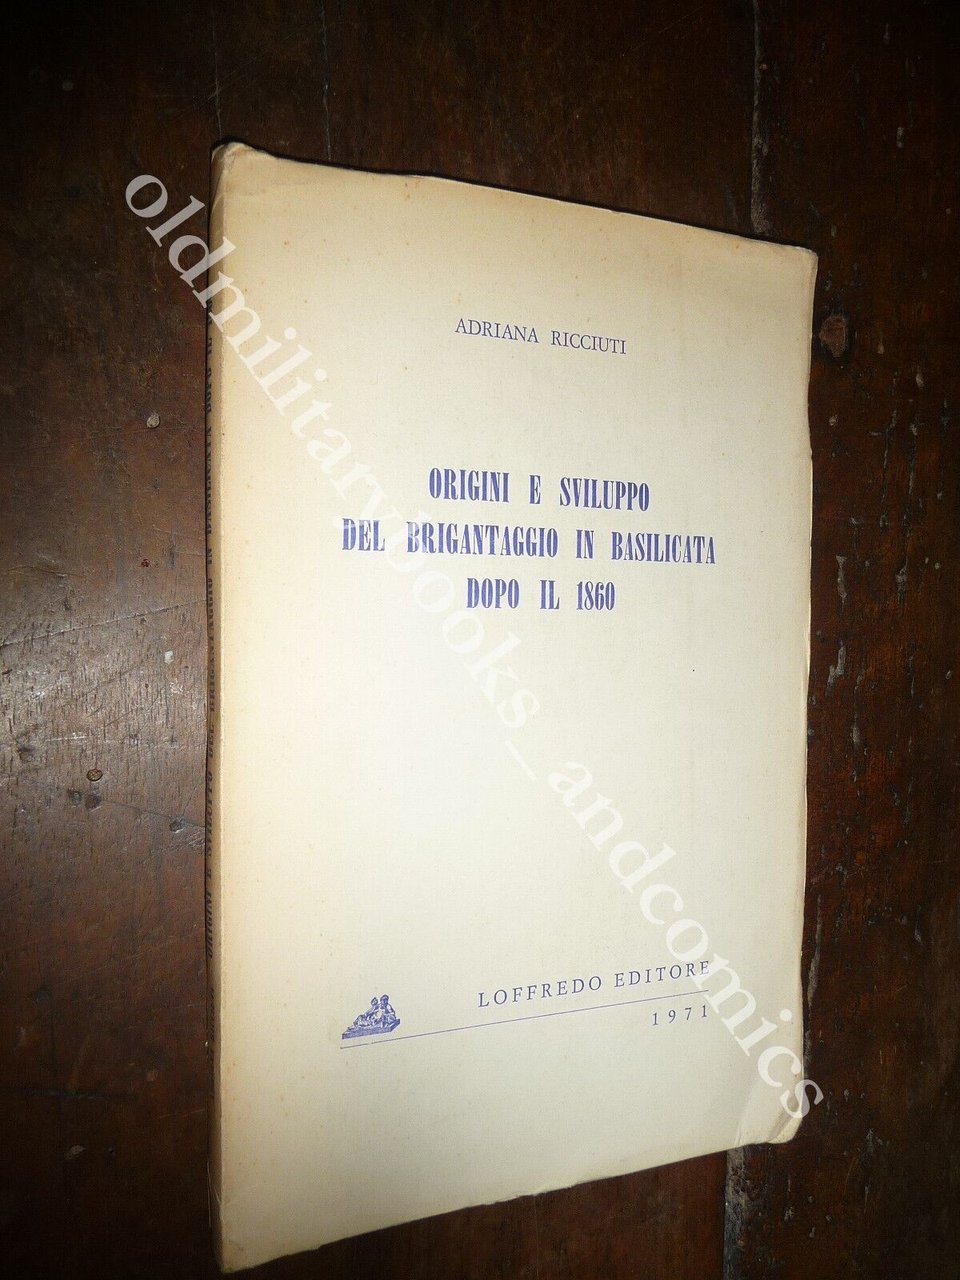 ADRIANA RICCIUTI
ORIGINI E SVILUPPO
DEL BRIGANTAGGIO IN BASILICATA
DOPO IL 1860
LOFFREDO EDITORE
1971
oldmilitarybooks_andcomics